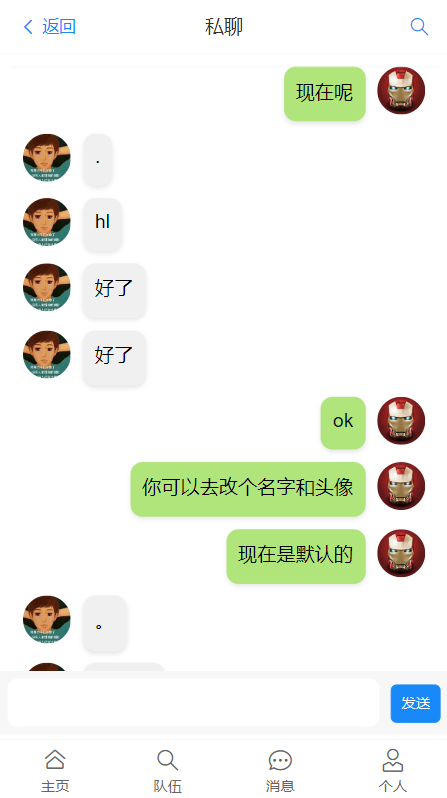 返回
私聊
现在呢
.
hl
好了
好了
ok
你可以去改个名字和头像
现在是默认的
。
发送
主页
队伍
消息
个人